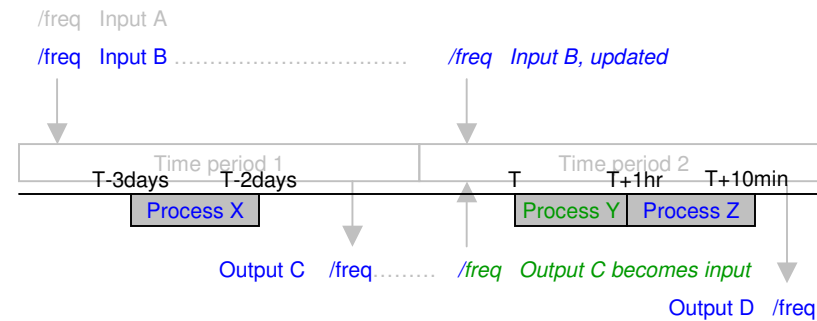 /freq Input A
/freq Input B ................................ /freq Input B, updated
Time period 1 Time period 2
T-3days T-2days T T+1hr T+10min
Process X Process Y Process Z
Output C /freq......... /freq Output C becomes input
Output D /freq